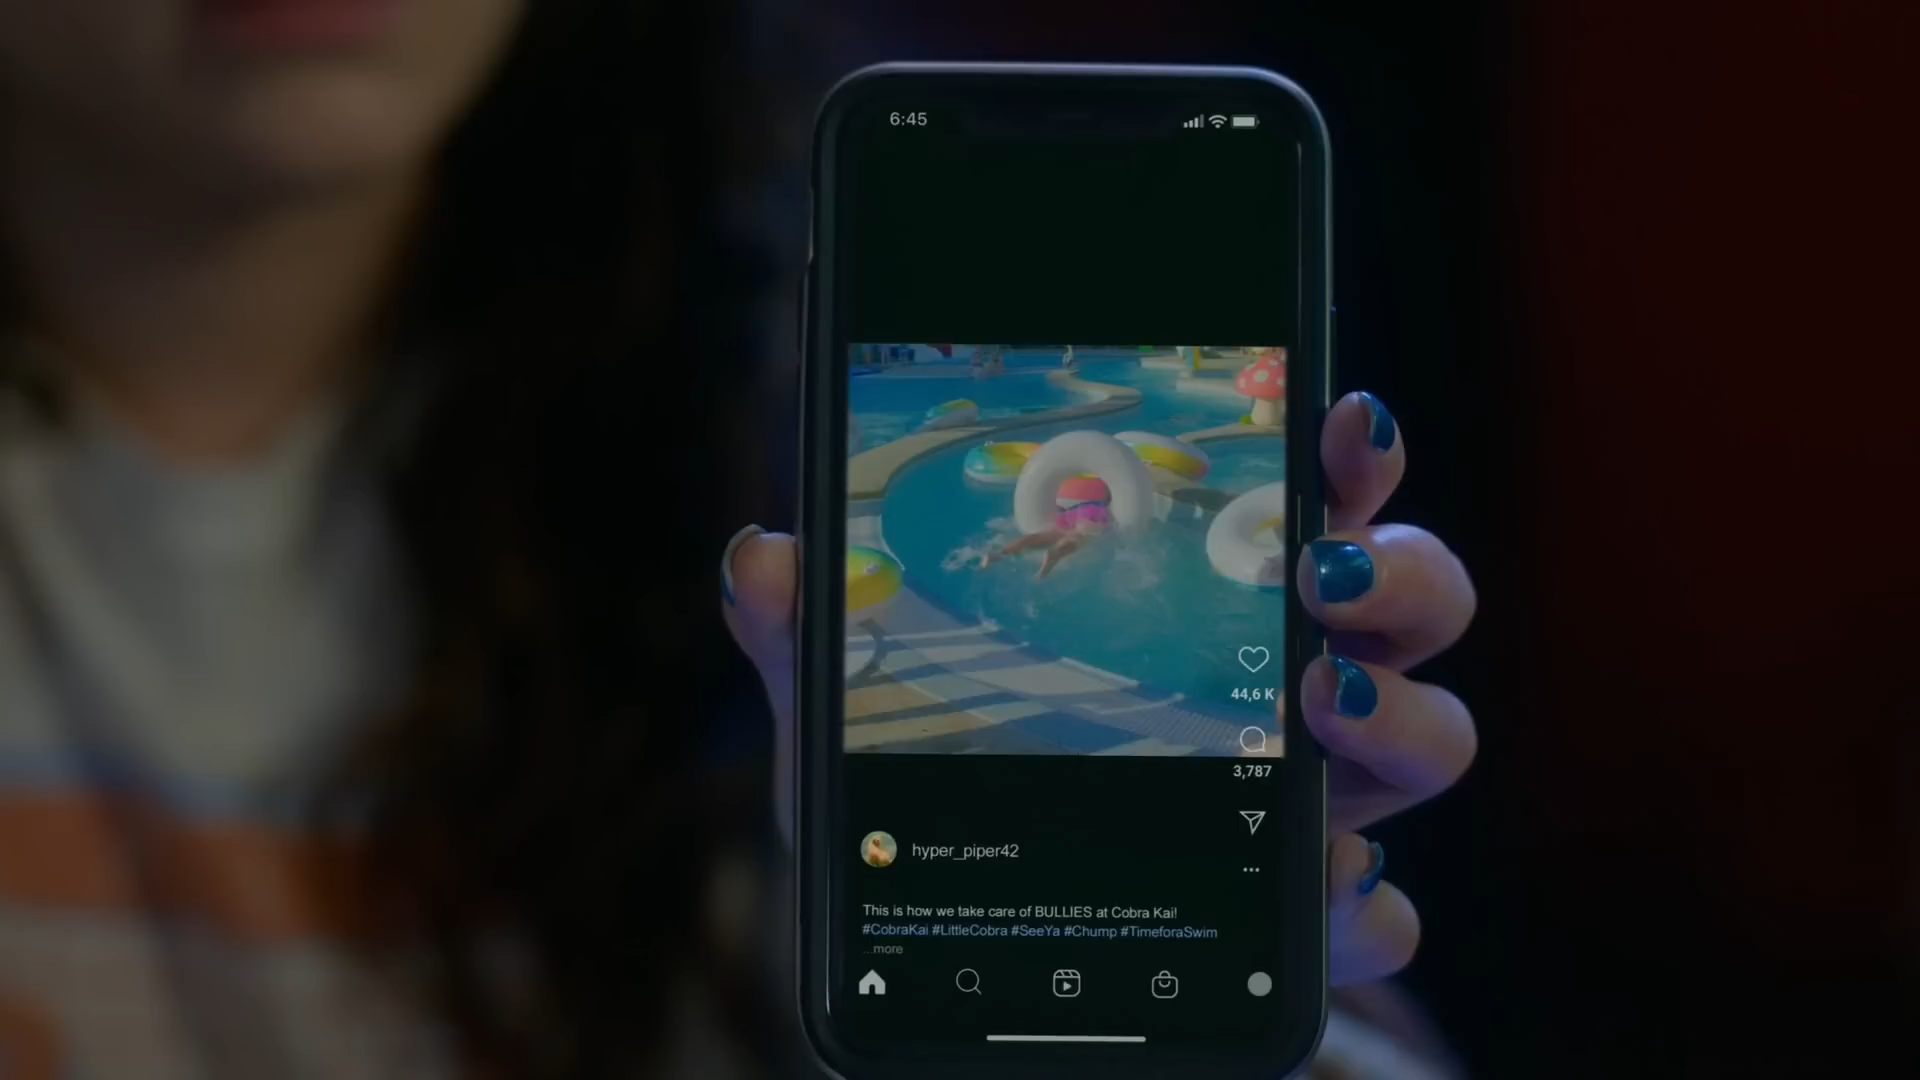 6:45
44,6 K
3,787
hyper_piper42
This is how we take care of BULLIES at Cobra Kai!
#CobraKai #LittleCobra #SeeYa #Chump #TimeforaSwim
...more